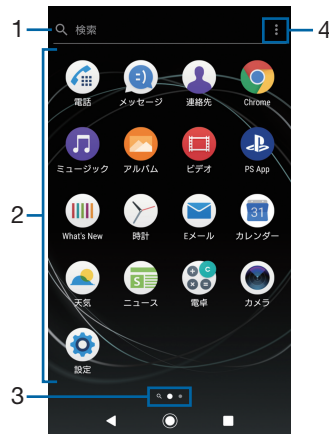 1 検索 4
2
電話 メッセージ 連絡先 Chrome
ミュージック アルバム ビデオ PS App
What's New 時計 Eメール カレンダー
31
天気 ニュース 電卓 カメラ
S
C
設定
3